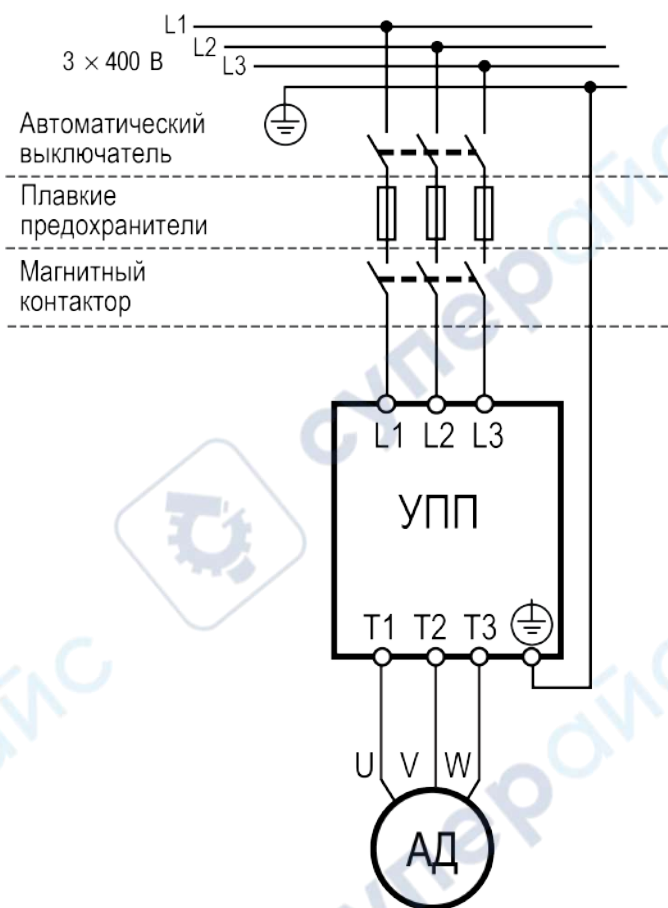 L1
L2
3 × 400 В
L3
Автоматический
выключатель
Плавкие
предохранители
Магнитный
контактор
L1 L2 L3
УПП
T1 T2 T3
U V W
АД
суперайс